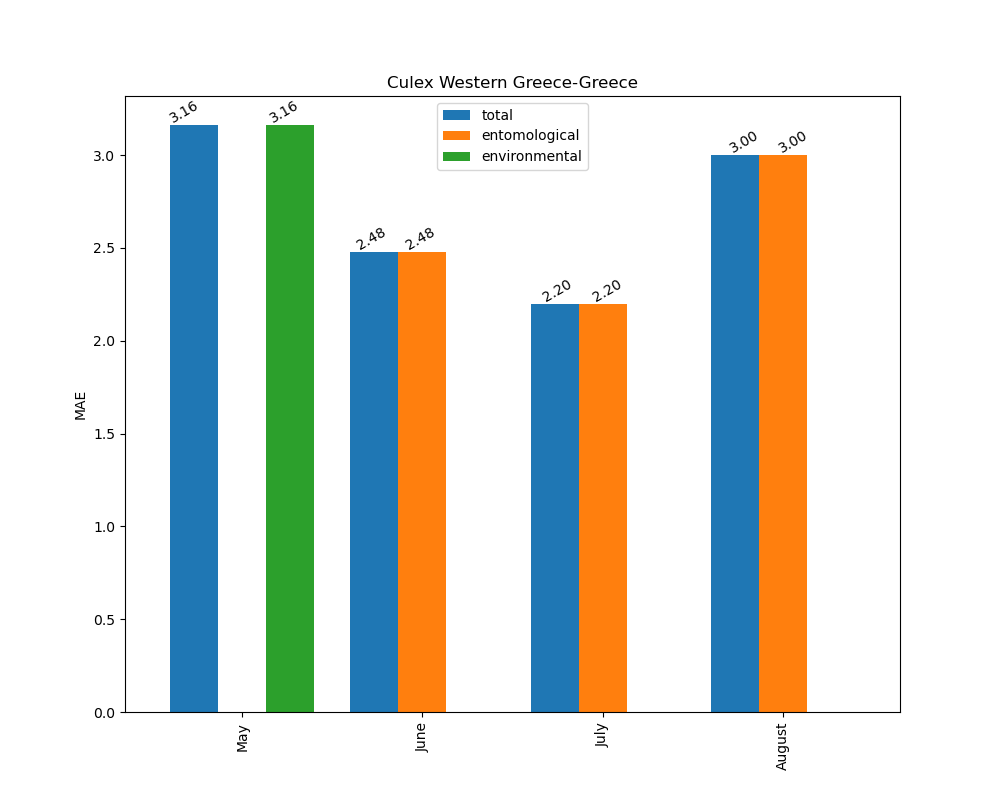 Culex Western Greece-Greece
total
entomological
environmental
3.16
3.16
2.48
2.48
2.20
2.20
3.00
3.00
MAE
3.0
2.5
2.0
1.5
1.0
0.5
0.0
May
June
July
August